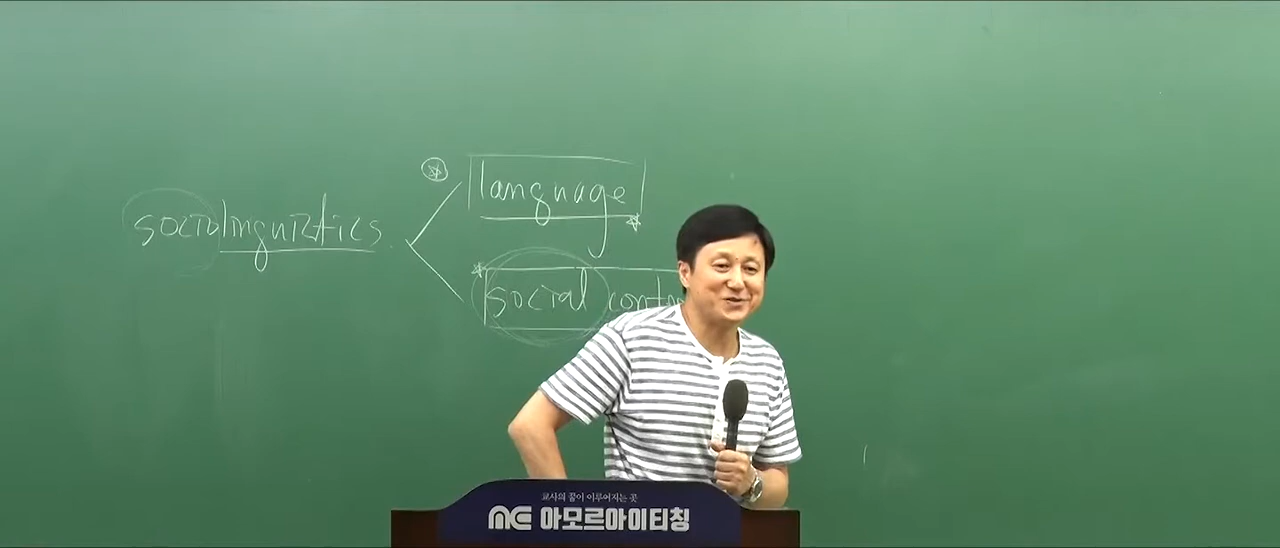 sociolinguistics
language
social
교사의 꿈이 이루어지는 곳
아모르아이티칭